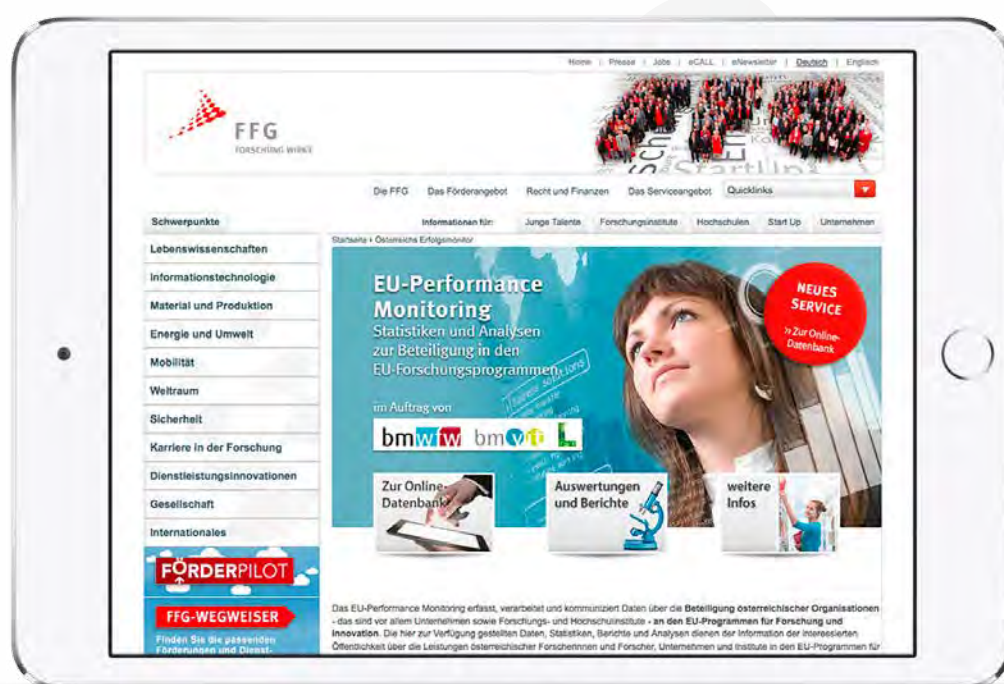 Home | Presse | Jobs | eCALL | eNewsletter | Deutsch | Englisch
FFG
FORSCHUNG WIRKT
StartUps
Die FFG Das Förderangebot Recht und Finanzen Das Serviceangebot Quicklinks
Schwerpunkte Informationen für: Junge Talente Forschungsinstitute Hochschulen Start Up Unternehmen
Startseite › Österreichs Erfolgsmonitor
Lebenswissenschaften
Informationstechnologie
Material und Produktion
Energie und Umwelt
Mobilität
Weltraum
Sicherheit
Karriere in der Forschung
Dienstleistungsinnovationen
Gesellschaft
Internationales
FÖRDERPILOT
FFG-WEGWEISER
Finden Sie die passenden
Förderungen und Dienst-
EU-Performance
Monitoring
Statistiken und Analysen
zur Beteiligung in den
EU-Forschungsprogrammen
im Auftrag von
bmwfw bmvit L
NEUES
SERVICE
» Zur Online-
Datenbank
Zur Online-
Datenbank
Auswertungen
und Berichte
weitere
Infos
Das EU-Performance Monitoring erfasst, verarbeitet und kommuniziert Daten über die Beteiligung österreichischer Organisationen
- das sind vor allem Unternehmen sowie Forschungs- und Hochschulinstitute - an den EU-Programmen für Forschung und
Innovation. Die hier zur Verfügung gestellten Daten, Statistiken, Berichte und Analysen dienen der Information der interessierten
Öffentlichkeit über die Leistungen österreichischer Forscherinnen und Forscher, Unternehmen und Institute in den EU-Programmen für